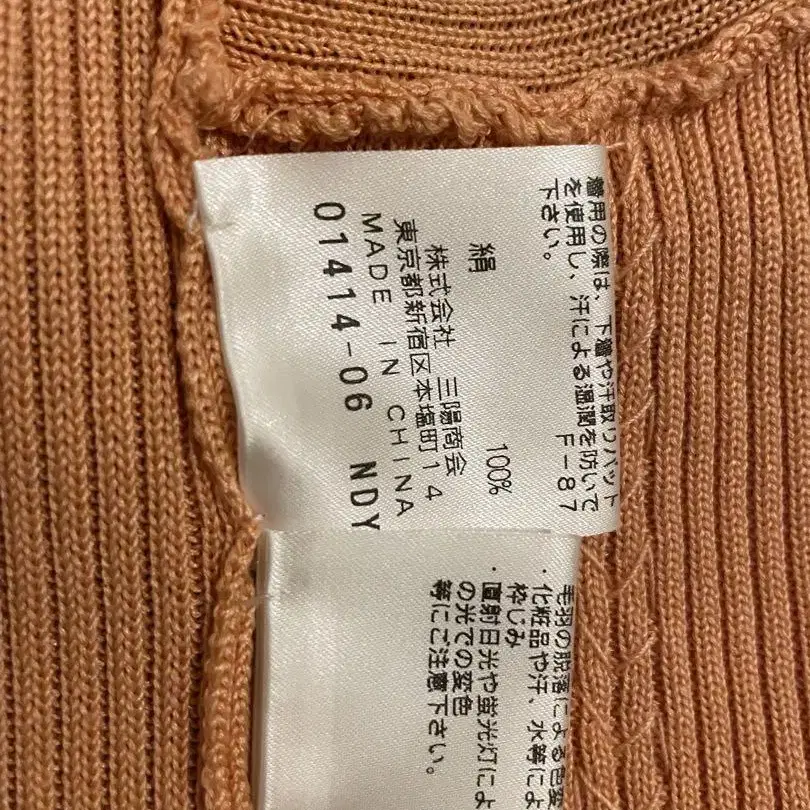 着用の際は、下着や汗取りパット
を使用し、汗による湿潤を防いで
下さい。
F-87
絹 100%
株式会社 三陽商会
東京都新宿区本塩町14
MADE IN CHINA
01414-06 NDY
毛羽の脱落による色変
・化粧品や汗、水等によ
枠じみ
・直射日光や蛍光灯によ
の光での変色
等にご注意下さい。